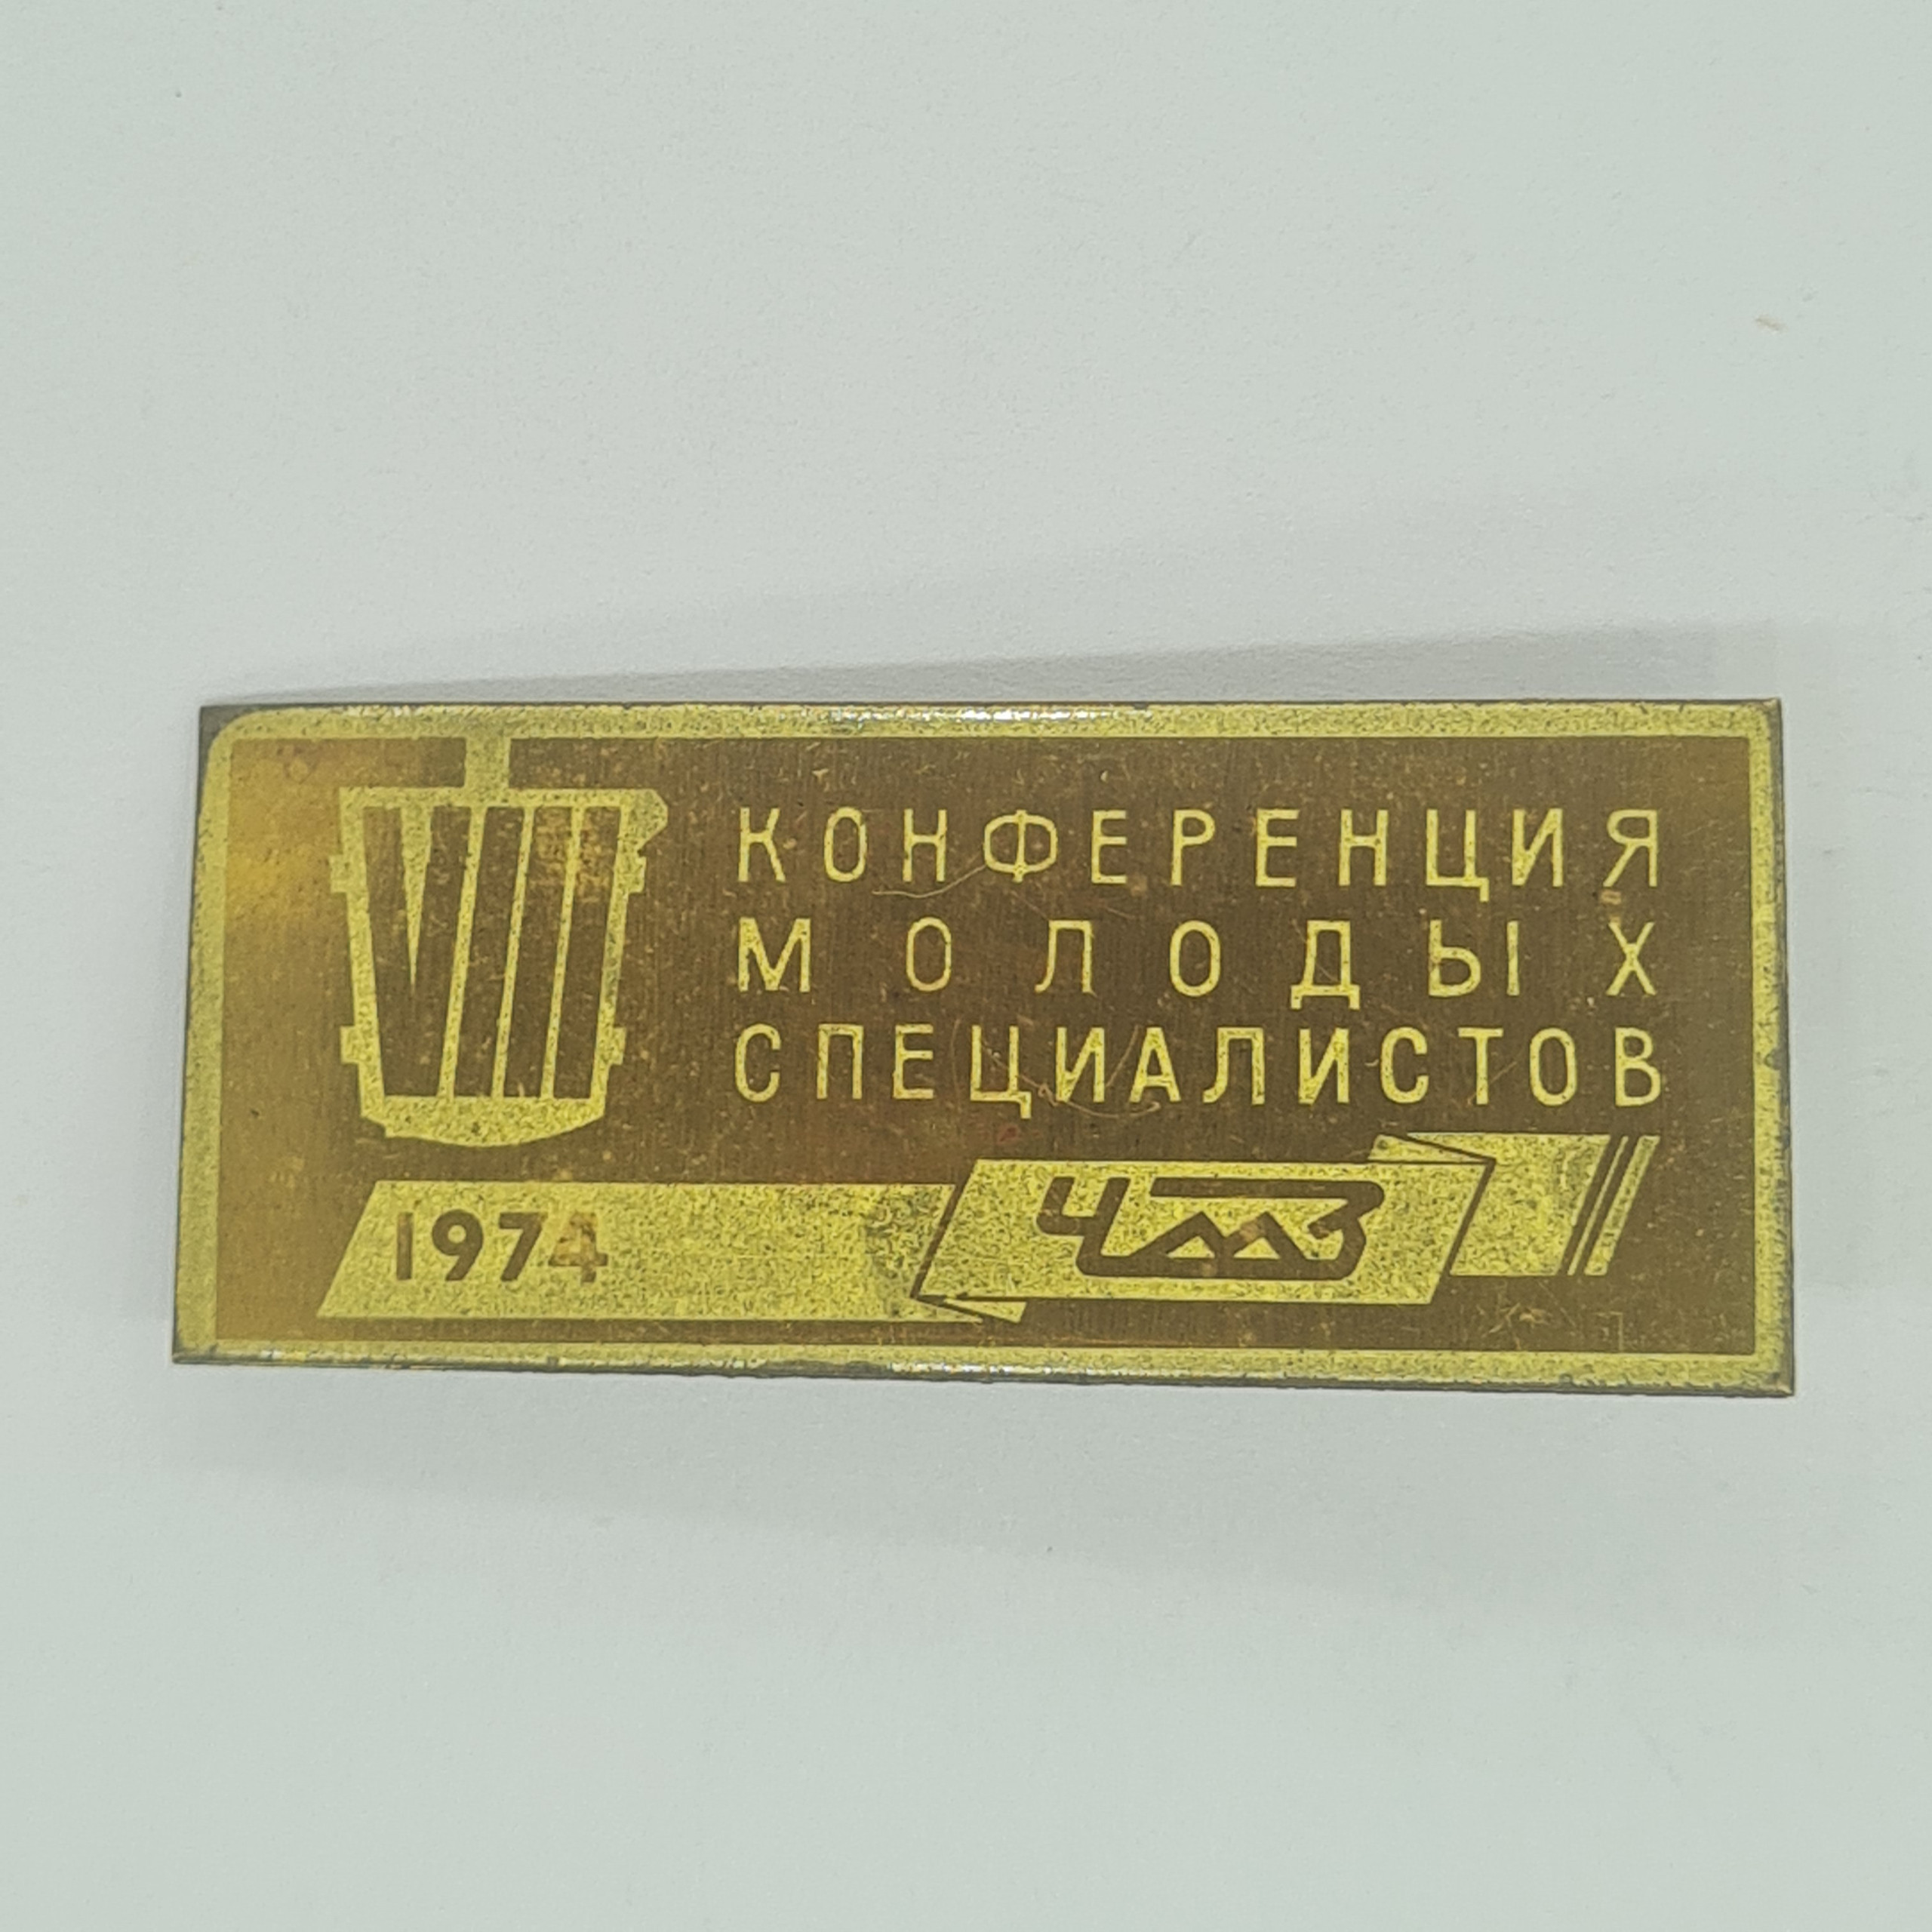 VIII
КОНФЕРЕНЦИЯ
МОЛОДЫХ
СПЕЦИАЛИСТОВ
1974
ЧМЗ